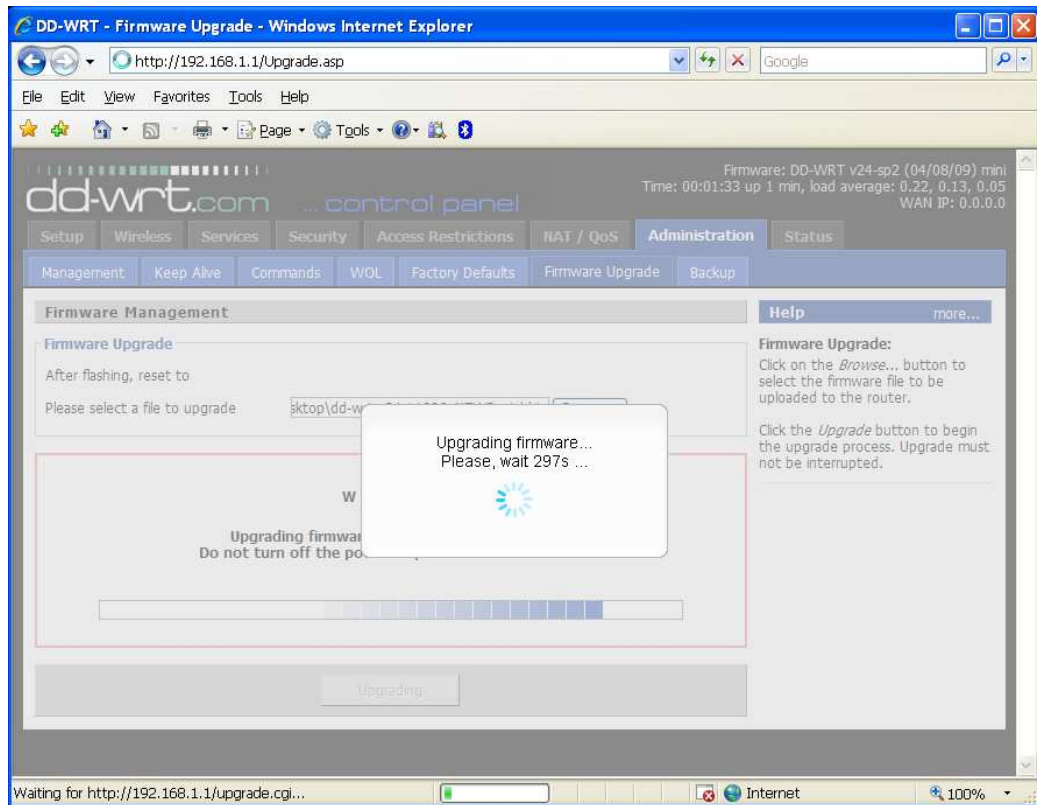 DD-WRT - Firmware Upgrade - Windows Internet Explorer
http://192.168.1.1/Upgrade.asp
Google
File Edit View Favorites Tools Help
Page Tools
Firmware: DD-WRT v24-sp2 (04/08/09) mini
Time: 00:01:33 up 1 min, load average: 0.22, 0.13, 0.05
WAN IP: 0.0.0.0
dd-wrt.com ... control panel
Setup Wireless Services Security Access Restrictions NAT / QoS Administration Status
Management Keep Alive Commands WOL Factory Defaults Firmware Upgrade Backup
Firmware Management
Firmware Upgrade
After flashing, reset to
Please select a file to upgrade
Upgrading firmware...
Please, wait 297s ...
W
Upgrading firmwar
Do not turn off the po
Upgrading
Help more...
Firmware Upgrade:
Click on the Browse... button to
select the firmware file to be
uploaded to the router.
Click the Upgrade button to begin
the upgrade process. Upgrade must
not be interrupted.
Waiting for http://192.168.1.1/upgrade.cgi... Internet 100%